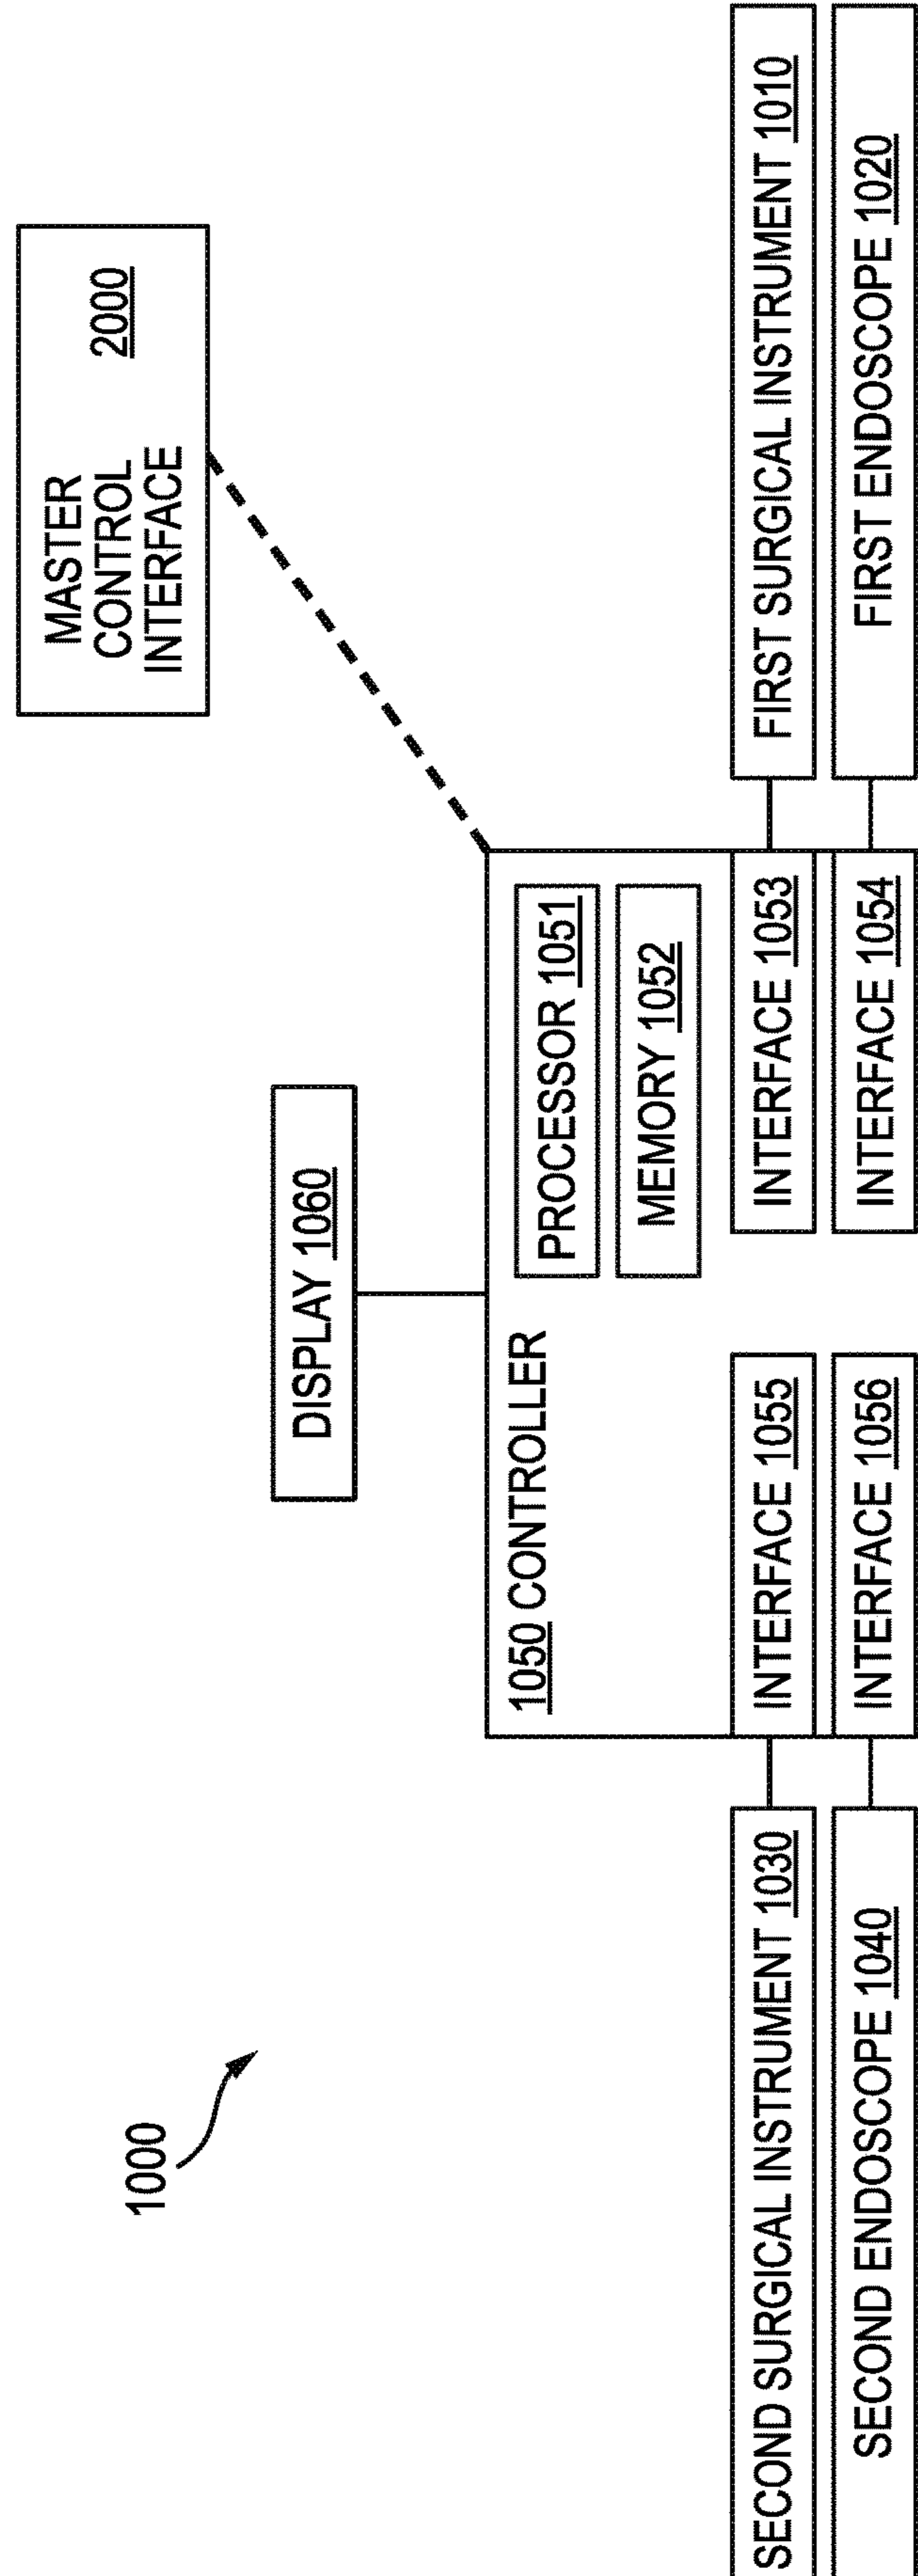 1000
MASTER
CONTROL
INTERFACE
2000
DISPLAY 1060
1050 CONTROLLER
PROCESSOR 1051
MEMORY 1052
SECOND SURGICAL INSTRUMENT 1030
INTERFACE 1055
INTERFACE 1053
FIRST SURGICAL INSTRUMENT 1010
SECOND ENDOSCOPE 1040
INTERFACE 1056
INTERFACE 1054
FIRST ENDOSCOPE 1020